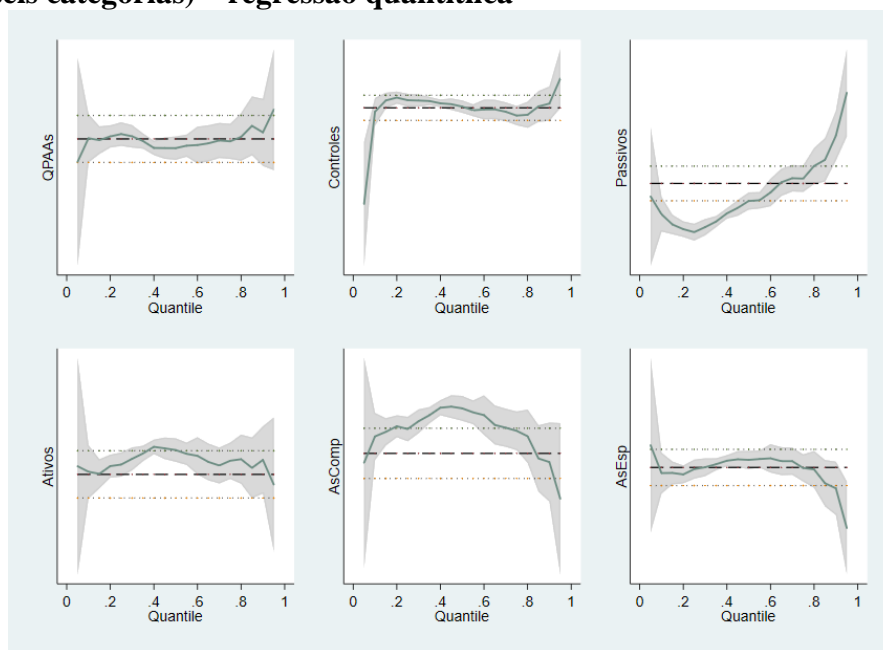 eis categorias) – regressão quantílica
QPAAs
Controles
Passivos
0 .2 .4 .6 .8 1
Quantile
0 .2 .4 .6 .8 1
Quantile
0 .2 .4 .6 .8 1
Quantile
Ativos
AsComp
AsEsp
0 .2 .4 .6 .8 1
Quantile
0 .2 .4 .6 .8 1
Quantile
0 .2 .4 .6 .8 1
Quantile